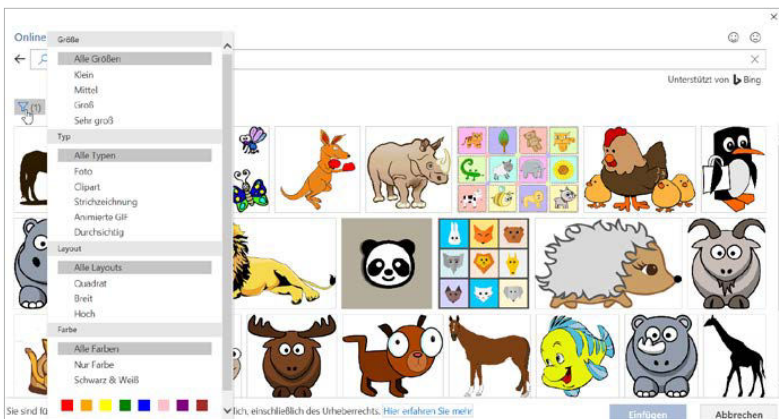 Online
Größe
Alle Größen
Klein
Mittel
Groß
Sehr groß
Typ
Alle Typen
Foto
Clipart
Strichzeichnung
Animierte GIF
Durchsichtig
Layout
Alle Layouts
Quadrat
Breit
Hoch
Farbe
Alle Farben
Nur Farbe
Schwarz & Weiß
(1)
Unterstützt von Bing
Sie sind fü
lich, einschließlich des Urheberrechts. Hier erfahren Sie mehr
Einfügen
Abbrechen